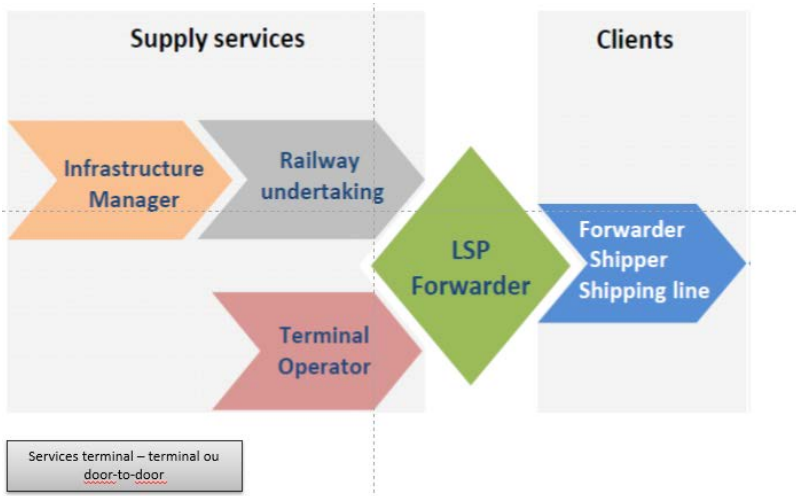 Supply services
Clients
Infrastructure
Manager
Railway
undertaking
LSP
Forwarder
Forwarder
Shipper
Shipping line
Terminal
Operator
Services terminal – terminal ou
door-to-door